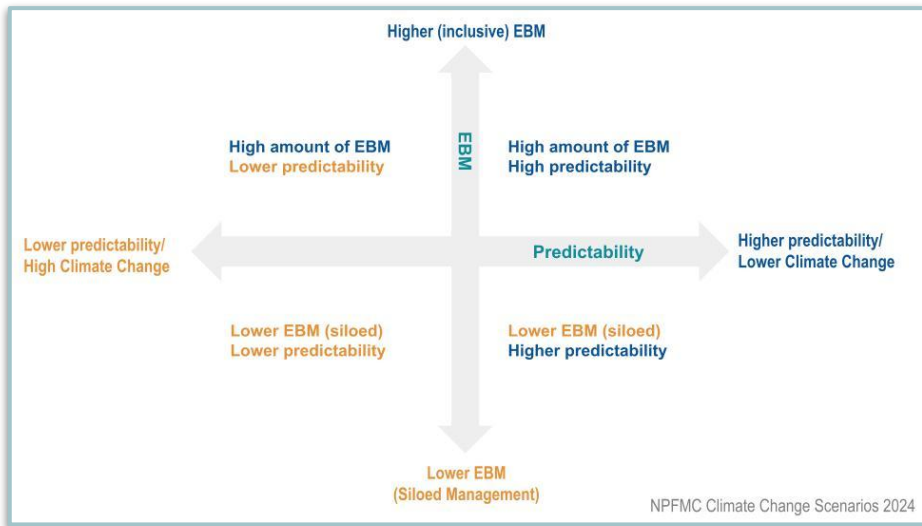 Higher (inclusive) EBM
EBM
High amount of EBM
Lower predictability
High amount of EBM
High predictability
Lower predictability/
High Climate Change
Predictability
Higher predictability/
Lower Climate Change
Lower EBM (siloed)
Lower predictability
Lower EBM (siloed)
Higher predictability
Lower EBM
(Siloed Management)
NPFMC Climate Change Scenarios 2024